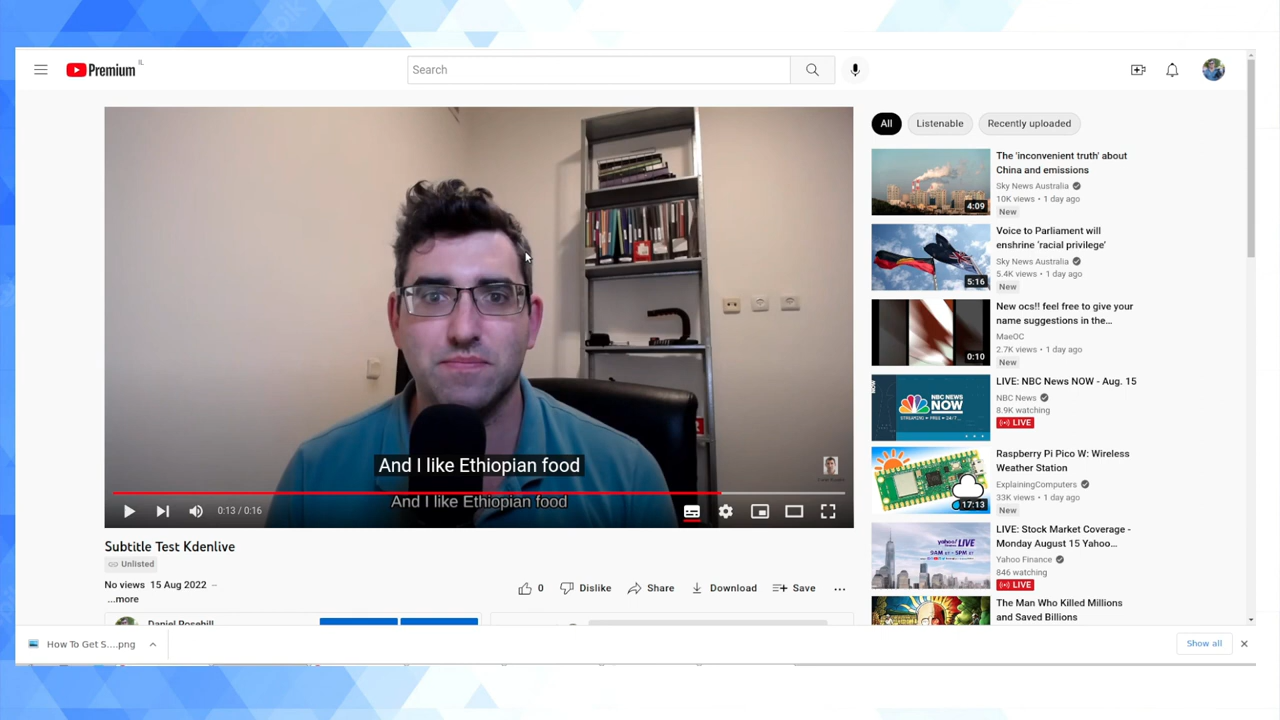 Premium IL
Search
All
Listenable
Recently uploaded
And I like Ethiopian food
And I like Ethiopian food
0:13 / 0:16
Subtitle Test Kdenlive
Unlisted
No views 15 Aug 2022 –
...more
0
Dislike
Share
Download
Save
Daniel Rosehill
4:09
The 'inconvenient truth' about
China and emissions
Sky News Australia
10K views • 1 day ago
New
5:16
Voice to Parliament will
enshrine 'racial privilege'
Sky News Australia
5.4K views • 1 day ago
New
0:10
New ocs!! feel free to give your
name suggestions in the...
MaeOC
2.7K views • 1 day ago
New
NBC NEWS
NOW
LIVE: NBC News NOW - Aug. 15
NBC News
8.9K watching
LIVE
17:13
Raspberry Pi Pico W: Wireless
Weather Station
ExplainingComputers
33K views • 1 day ago
New
yahoo! LIVE
9AM
LIVE: Stock Market Coverage -
Monday August 15 Yahoo...
Yahoo Finance
846 watching
LIVE
The Man Who Killed Millions
and Saved Billions
How To Get S....png
Show all